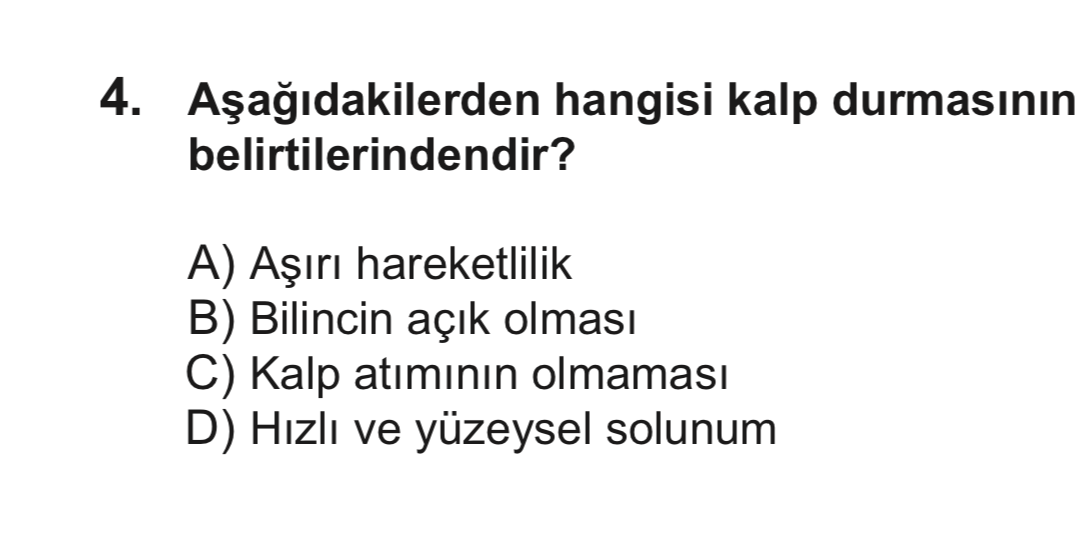 4. Aşağıdakilerden hangisi kalp durmasının
belirtilerindendir?
A) Aşırı hareketlilik
B) Bilincin açık olması
C) Kalp atımının olmaması
D) Hızlı ve yüzeysel solunum